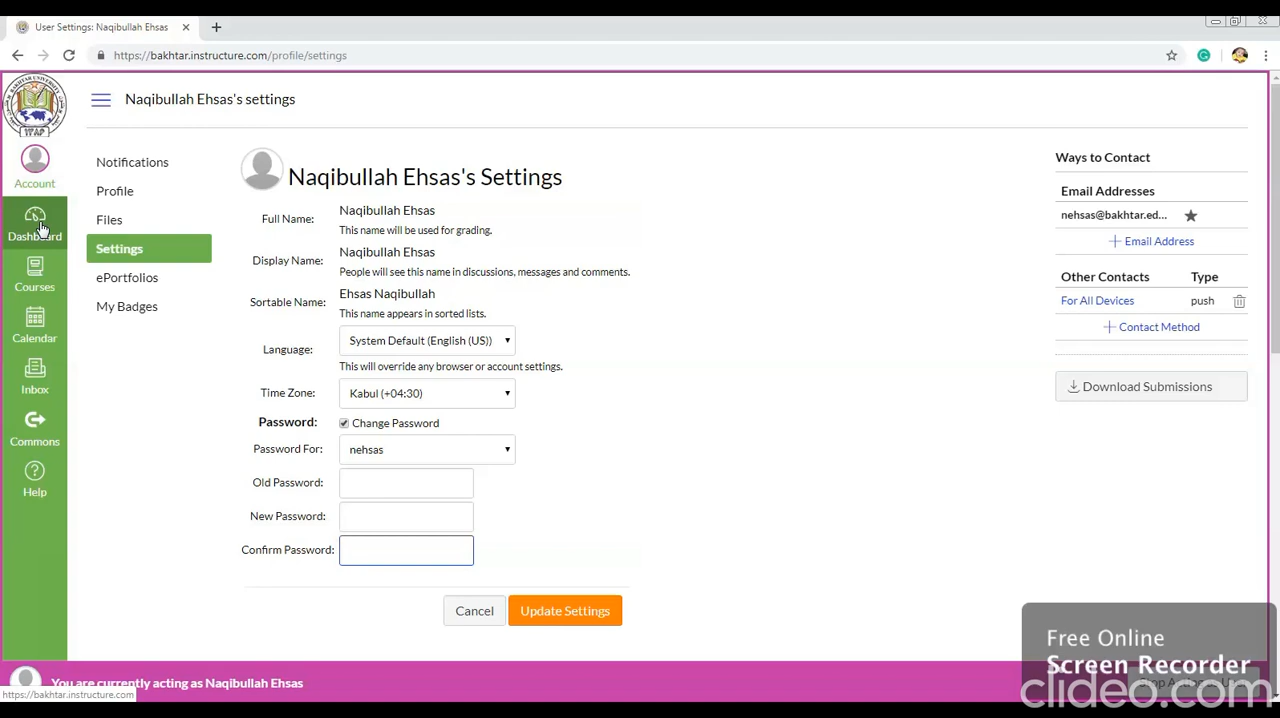 User Settings: Naqibullah Ehsas
https://bakhtar.instructure.com/profile/settings
Naqibullah Ehsas's settings
Account
Dashboard
Courses
Calendar
Inbox
Commons
Help
Notifications
Profile
Files
Settings
ePortfolios
My Badges
Naqibullah Ehsas's Settings
Full Name:
Naqibullah Ehsas
This name will be used for grading.
Display Name:
Naqibullah Ehsas
People will see this name in discussions, messages and comments.
Sortable Name:
Ehsas Naqibullah
This name appears in sorted lists.
Language:
System Default (English (US))
This will override any browser or account settings.
Time Zone:
Kabul (+04:30)
Password:
Change Password
Password For:
nehsas
Old Password:
New Password:
Confirm Password:
Cancel
Update Settings
Ways to Contact
Email Addresses
nehsas@bakhtar.ed...
Email Address
Other Contacts Type
For All Devices push
Contact Method
Download Submissions
You are currently acting as Naqibullah Ehsas
https://bakhtar.instructure.com
Free Online
Screen Recorder
clideo.com